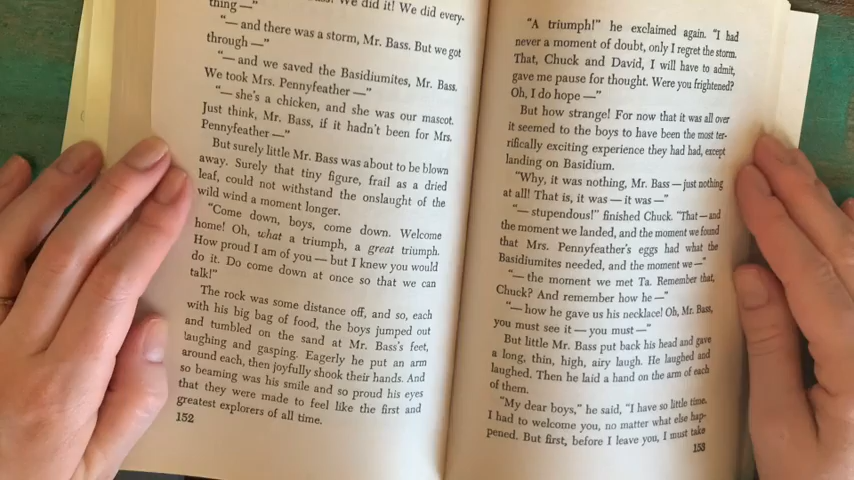 We did it! We did every-
thing—"
"— and there was a storm, Mr. Bass. But we got
through —"
"— and we saved the Basidiumites, Mr. Bass.
We took Mrs. Pennyfeather —"
"— she's a chicken, and she was our mascot.
Just think, Mr. Bass, if it hadn't been for Mrs.
Pennyfeather —"
But surely little Mr. Bass was about to be blown
away. Surely that tiny figure, frail as a dried
leaf, could not withstand the onslaught of the
wild wind a moment longer.
"Come down, boys, come down. Welcome
home! Oh, what a triumph, a great triumph.
How proud I am of you — but I knew you would
do it. Do come down at once so that we can
talk!"
The rock was some distance off, and so, each
with his big bag of food, the boys jumped out
and tumbled on the sand at Mr. Bass's feet,
laughing and gasping. Eagerly he put an arm
around each, then joyfully shook their hands. And
so beaming was his smile and so proud his eyes
that they were made to feel like the first and
greatest explorers of all time.
152
"A triumph!" he exclaimed again. "I had
never a moment of doubt, only I regret the storm.
That, Chuck and David, I will have to admit,
gave me pause for thought. Were you frightened?
Oh, I do hope —"
But how strange! For now that it was all over
it seemed to the boys to have been the most ter-
rifically exciting experience they had had, except
landing on Basidium.
"Why, it was nothing, Mr. Bass — just nothing
at all! That is, it was — it was —"
"— stupendous!" finished Chuck. "That — and
the moment we landed, and the moment we found
that Mrs. Pennyfeather's eggs had what the
Basidiumites needed, and the moment we —"
"— the moment we met Ta. Remember that,
Chuck? And remember how he —"
"— how he gave us his necklace! Oh, Mr. Bass,
you must see it — you must —"
But little Mr. Bass put back his head and gave
a long, thin, high, airy laugh. He laughed and
laughed. Then he laid a hand on the arm of each
of them.
"My dear boys," he said, "I have so little time.
I had to welcome you, no matter what else hap-
pened. But first, before I leave you, I must take
153